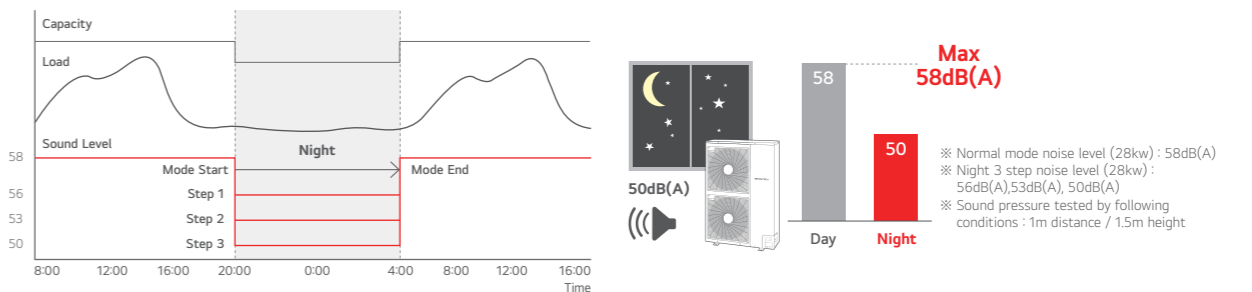 Capacity
Load
Sound Level
Night
58
Mode Start
Mode End
56
Step 1
53
Step 2
50
Step 3
8:00 12:00 16:00 20:00 0:00 4:00 8:00 12:00 16:00
Time
50dB(A)
Max
58dB(A)
58
50
Day
Night
※ Normal mode noise level (28kw) : 58dB(A)
※ Night 3 step noise level (28kw) :
56dB(A),53dB(A), 50dB(A)
※ Sound pressure tested by following
conditions : 1m distance / 1.5m height